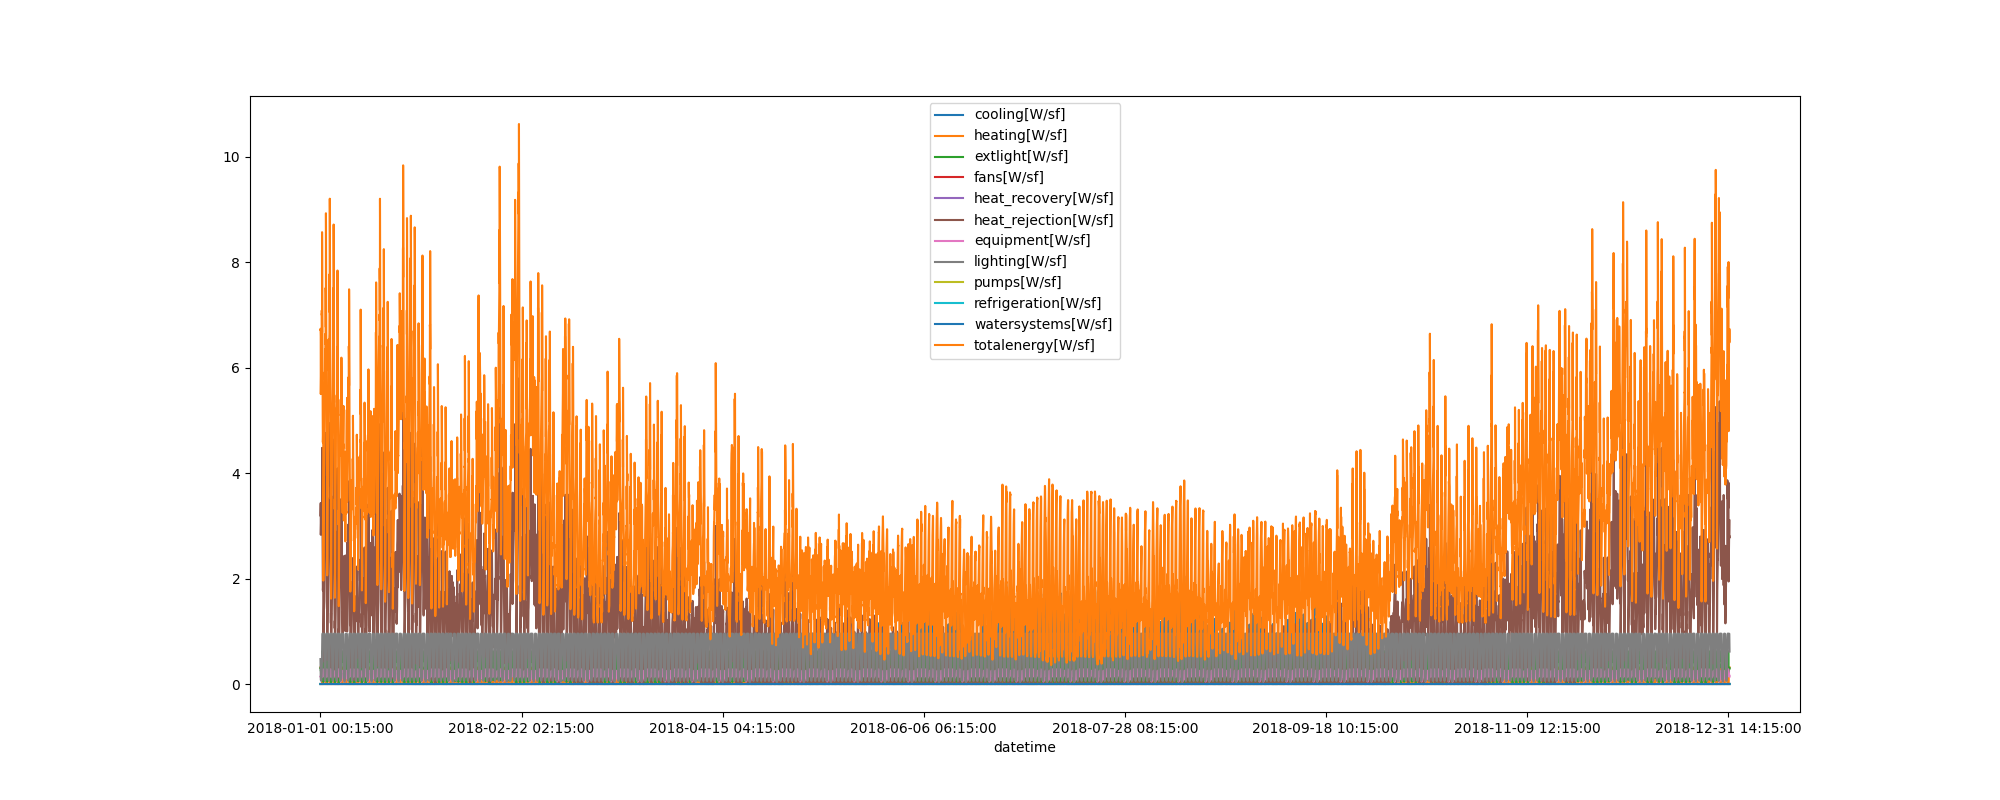 cooling[W/sf]
heating[W/sf]
extlight[W/sf]
fans[W/sf]
heat_recovery[W/sf]
heat_rejection[W/sf]
equipment[W/sf]
lighting[W/sf]
pumps[W/sf]
refrigeration[W/sf]
watersystems[W/sf]
totalenergy[W/sf]
10
8
6
4
2
0
2018-01-01 00:15:00 2018-02-22 02:15:00 2018-04-15 04:15:00 2018-06-06 06:15:00 2018-07-28 08:15:00 2018-09-18 10:15:00 2018-11-09 12:15:00 2018-12-31 14:15:00
datetime